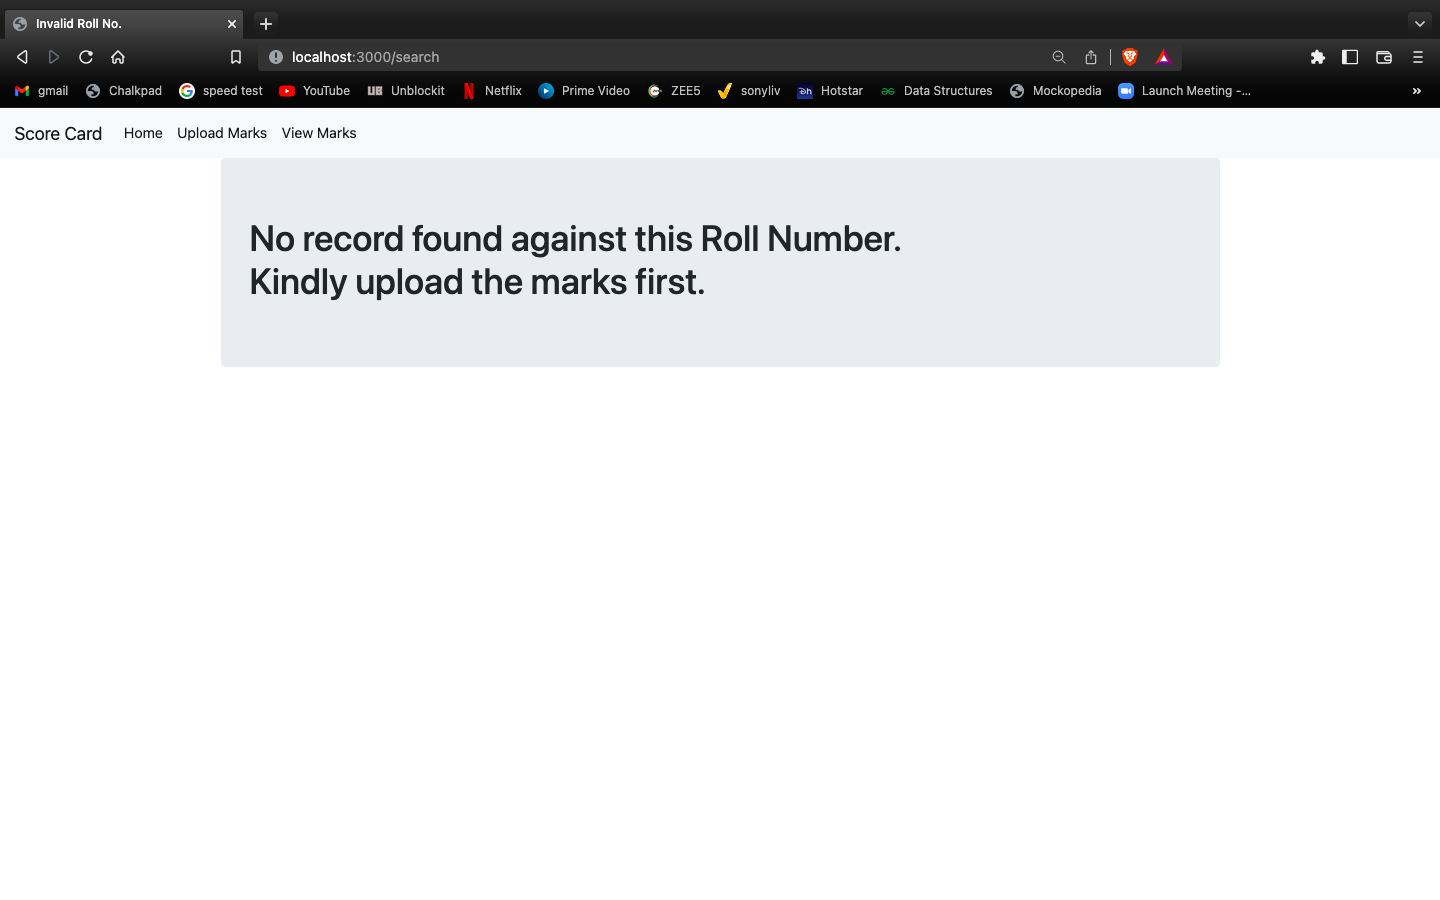 Invalid Roll No.
localhost:3000/search
gmail Chalkpad speed test YouTube UB Unblockit Netflix Prime Video ZEE5 sonyliv Hotstar Data Structures Mockopedia Launch Meeting -...
Score Card Home Upload Marks View Marks
No record found against this Roll Number.
Kindly upload the marks first.